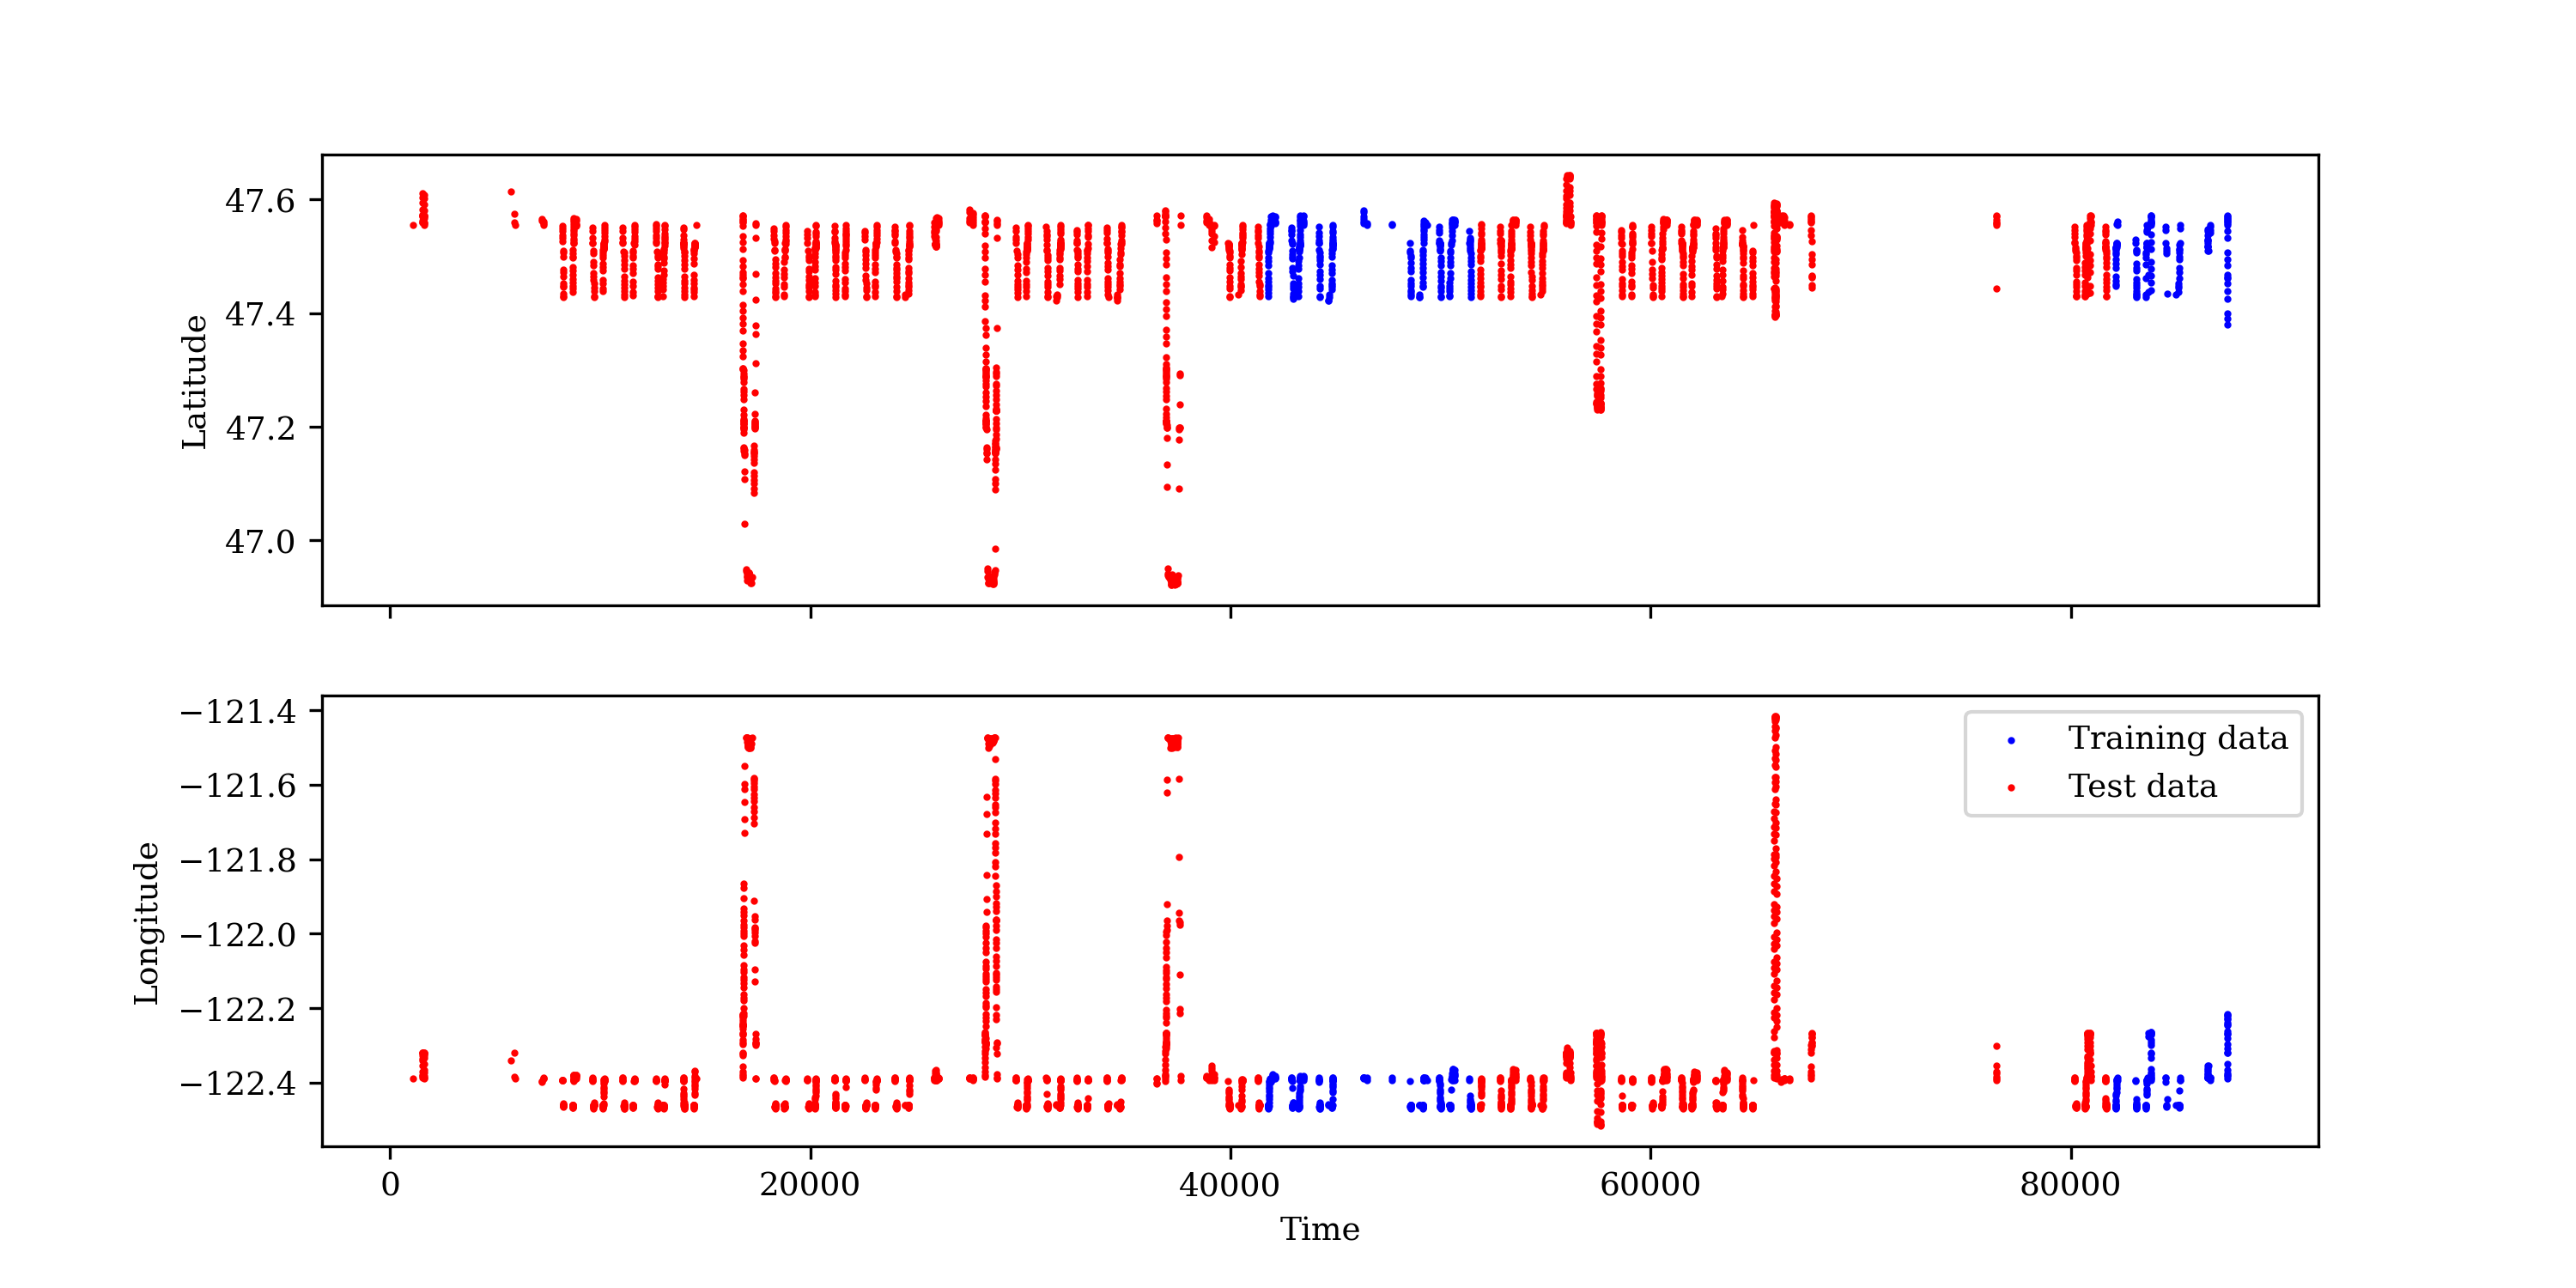 47.6
47.4
47.2
47.0
Latitude
−121.4
−121.6
−121.8
−122.0
−122.2
−122.4
Longitude
Training data
Test data
0 20000 40000 60000 80000
Time